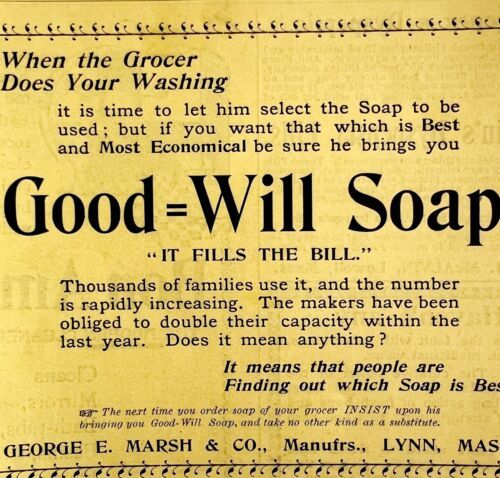 When the Grocer
Does Your Washing
it is time to let him select the Soap to be
used; but if you want that which is Best
and Most Economical be sure he brings you
Good=Will Soap
"IT FILLS THE BILL."
Thousands of families use it, and the number
is rapidly increasing. The makers have been
obliged to double their capacity within the
last year. Does it mean anything?
It means that people are
Finding out which Soap is Bes
☞ The next time you order soap of your grocer INSIST upon his
bringing you Good-Will Soap, and take no other kind as a substitute.
GEORGE E. MARSH & CO., Manufrs., LYNN, MAS